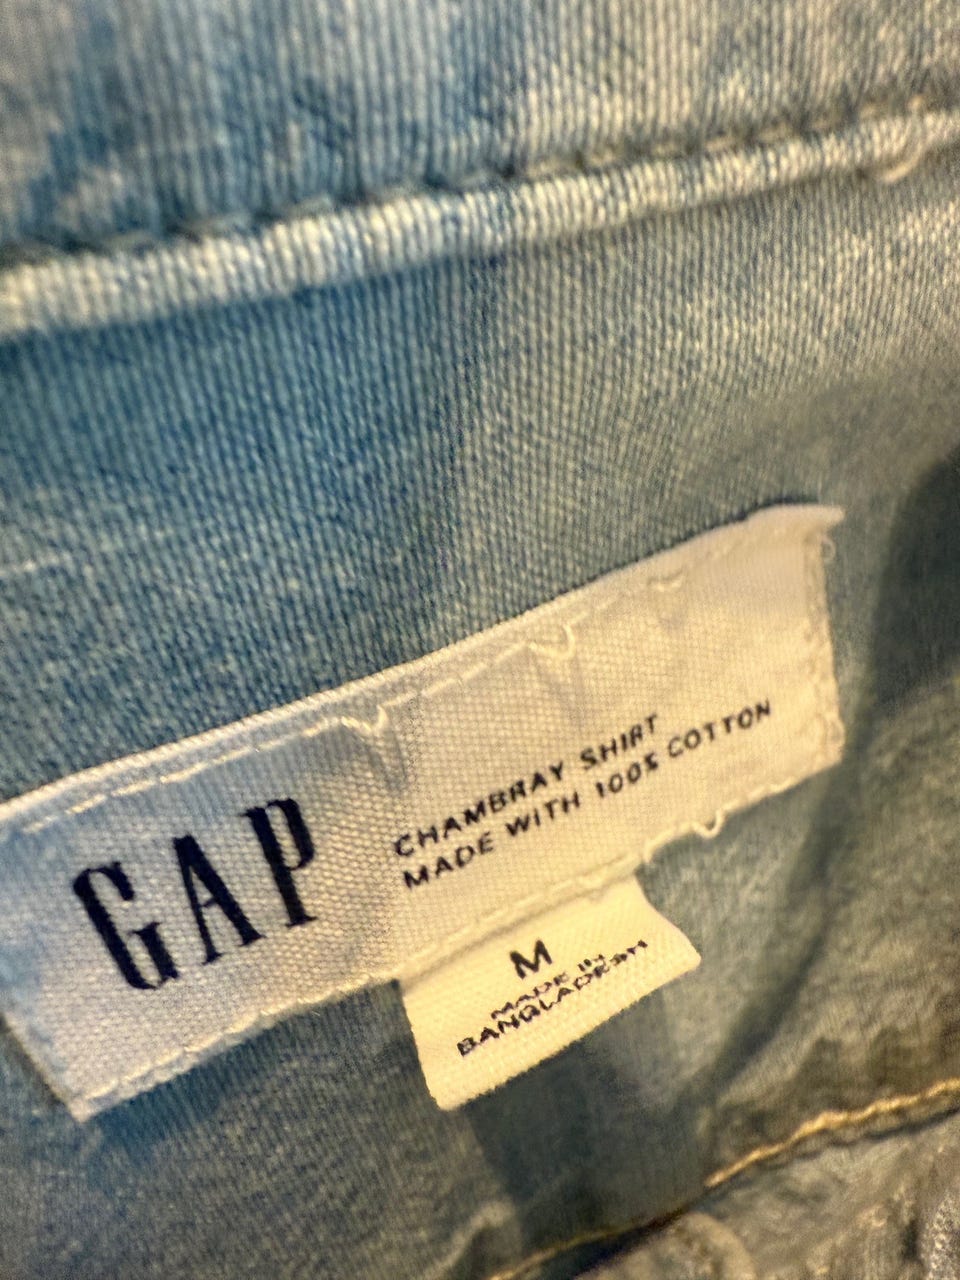 GAP
CHAMBRAY SHIRT
MADE WITH 100% COTTON
M
MADE IN
BANGLADESH